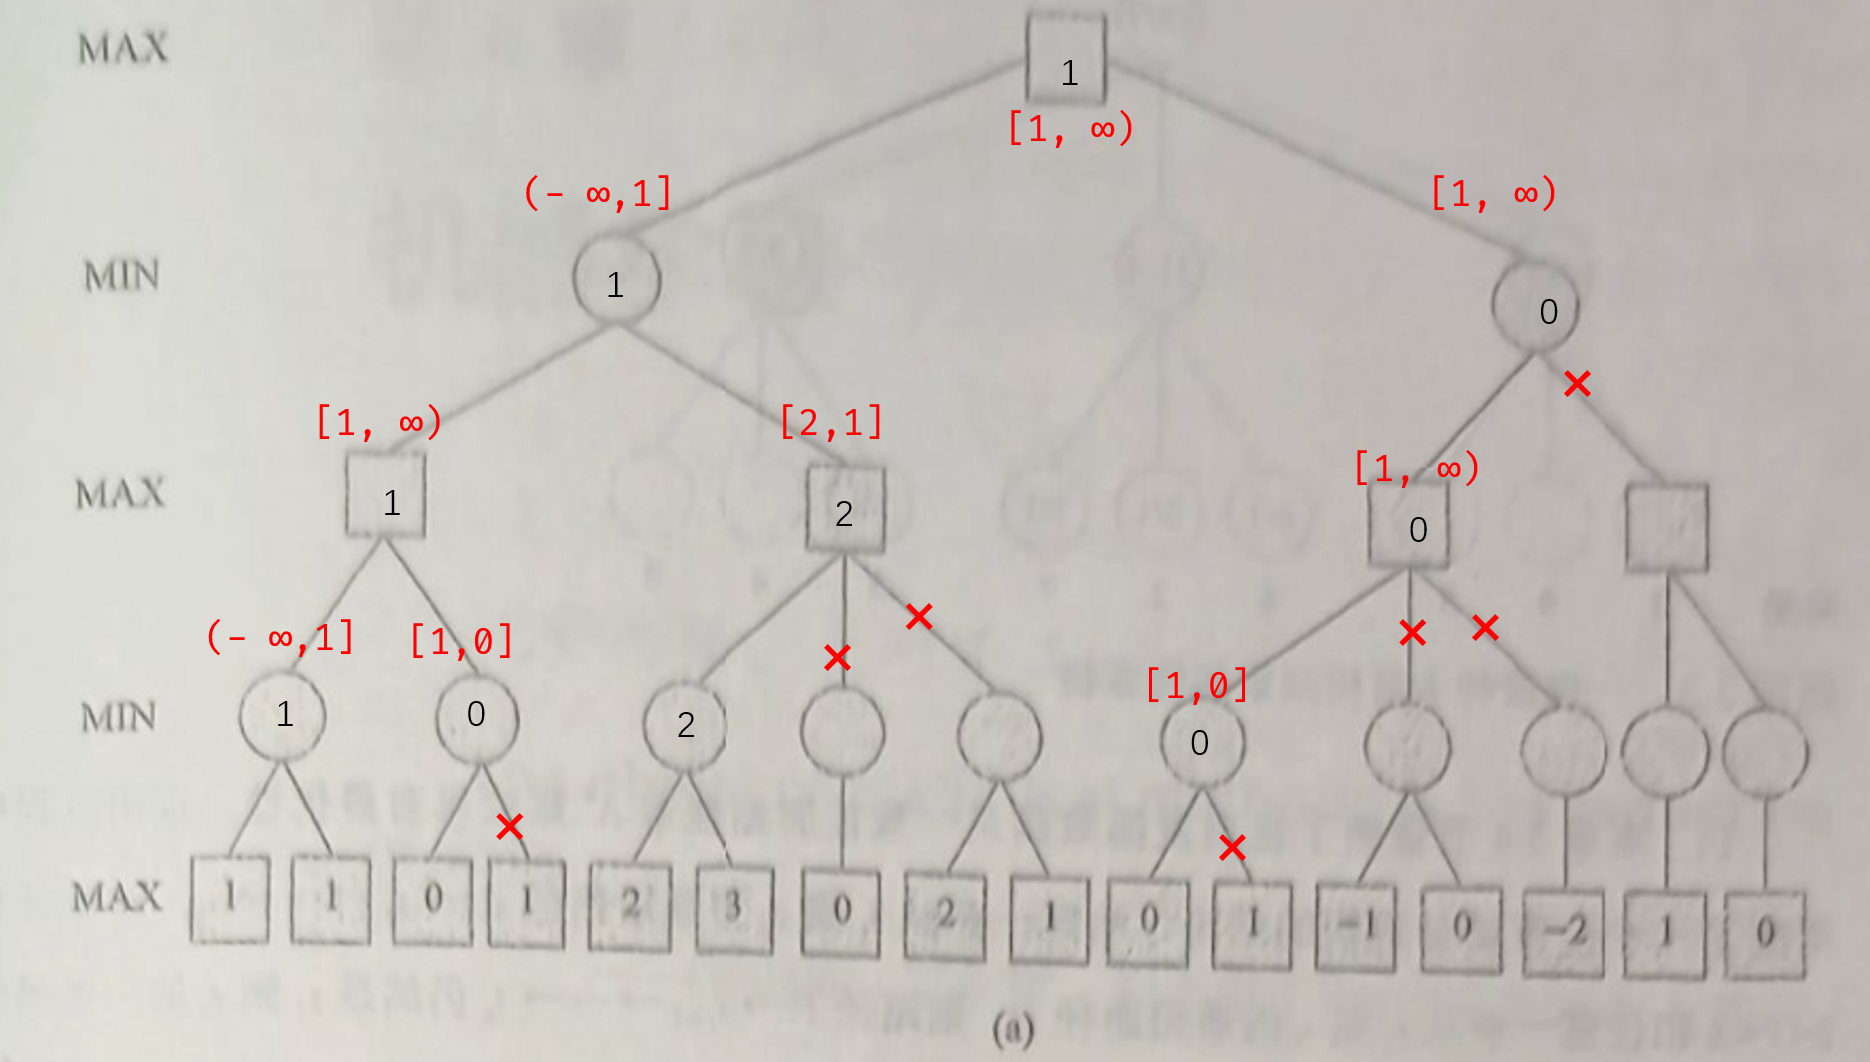 MAX
1
[1, ∞)
(- ∞,1]
[1, ∞)
MIN
1
0
[1, ∞)
[2,1]
[1, ∞)
MAX
1
2
0
(- ∞,1]
[1,0]
[1,0]
MIN
1
0
2
0
MAX
1 1 0 1 2 3 0 2 1 0 1 -1 0 -2 1 0
(a)